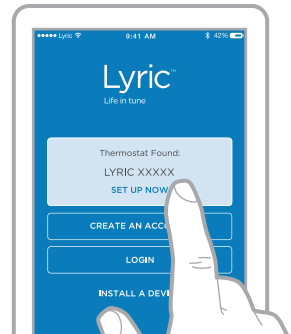 Lyric 9:41 AM 42%
Lyric™
Life in tune
Thermostat Found:
LYRIC XXXXX
SET UP NOW
CREATE AN
LOGIN
INSTALL A